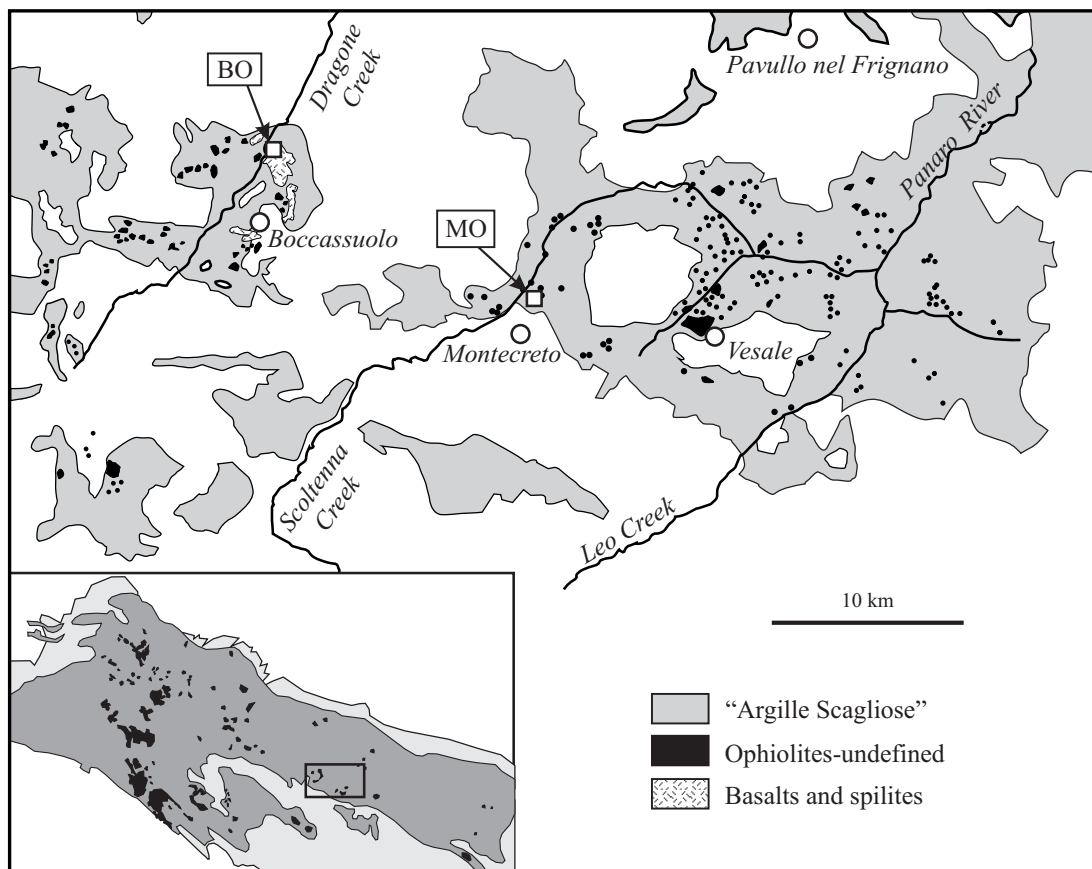 BO
Dragone
Creek
Pavullo nel Frignano
Panaro River
Boccassuolo
MO
Montecreto
Vesale
Scoltenna
Creek
Leo Creek
10 km
“Argille Scagliose”
Ophiolites-undefined
Basalts and spilites